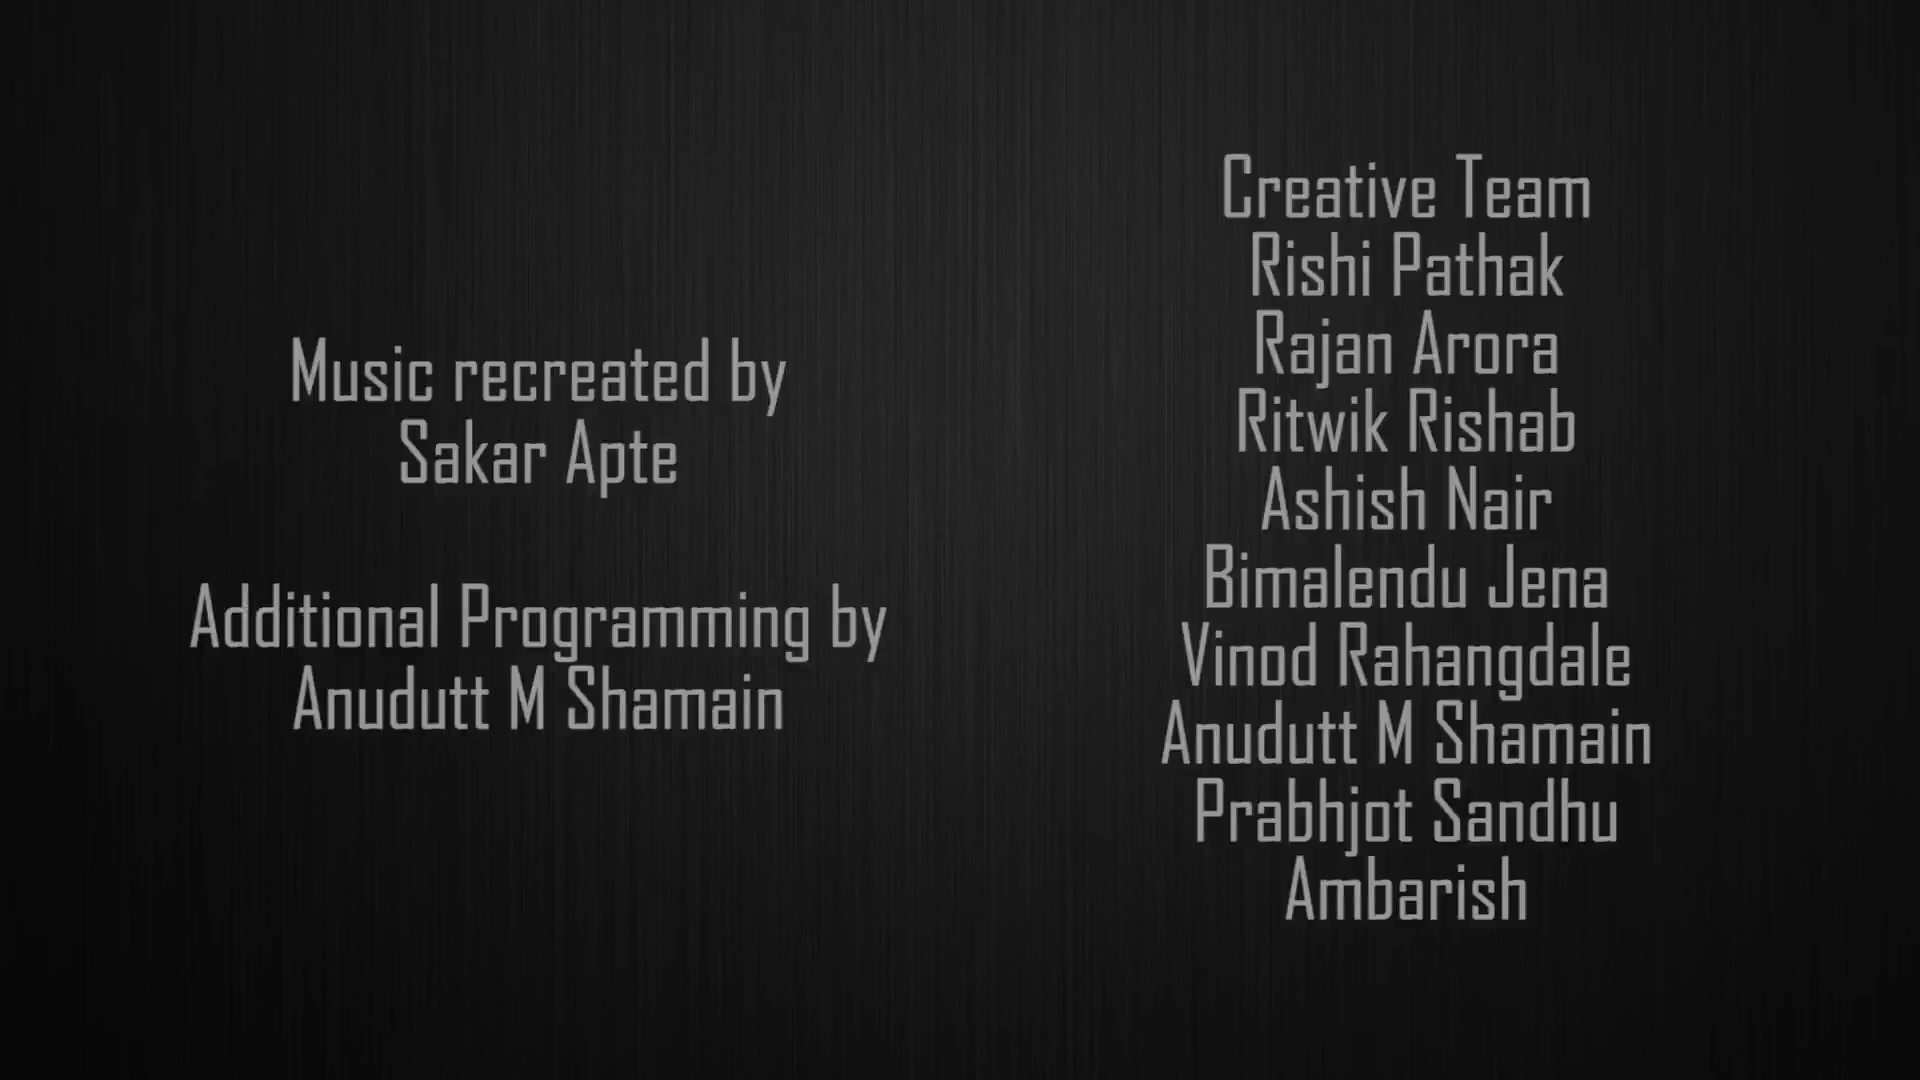 Music recreated by
Sakar Apte
Additional Programming by
Anudutt M Shamain
Creative Team
Rishi Pathak
Rajan Arora
Ritwik Rishab
Ashish Nair
Bimalendu Jena
Vinod Rahangdale
Anudutt M Shamain
Prabhjot Sandhu
Ambarish